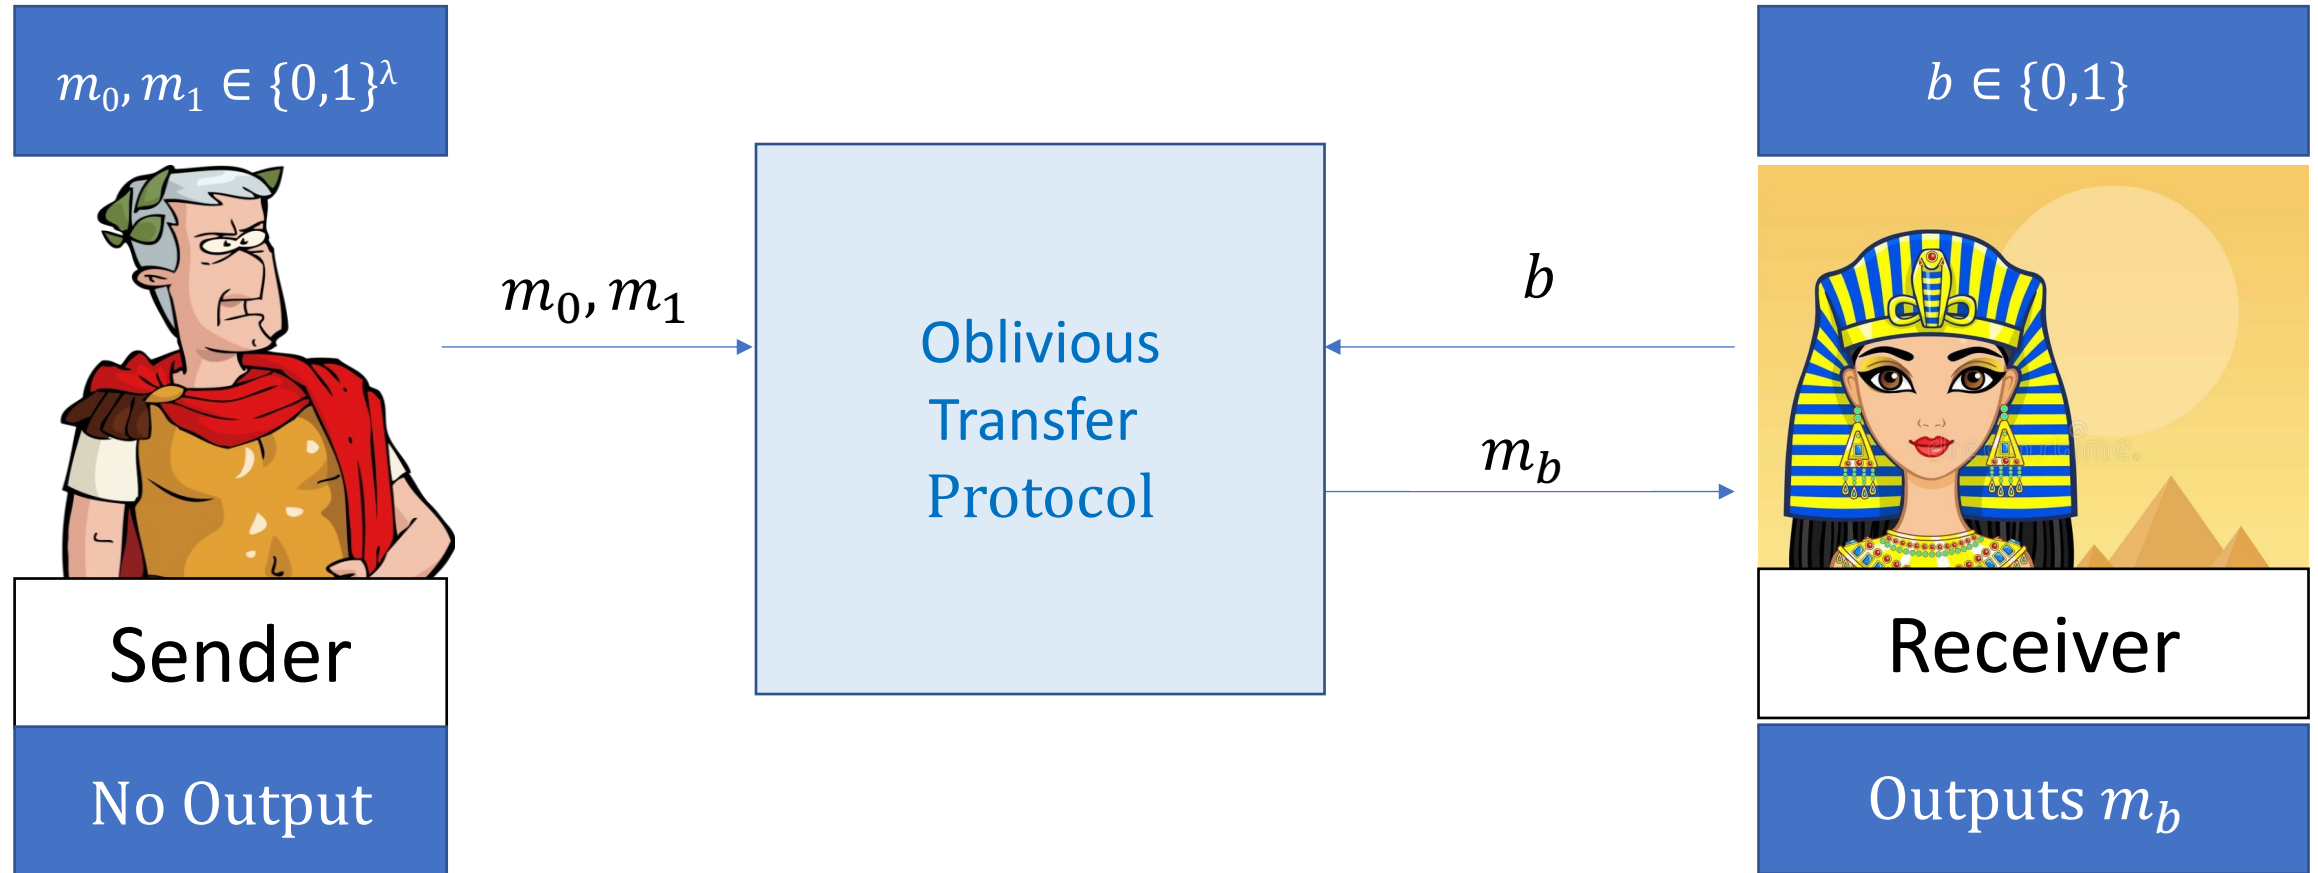 𝑚₀, 𝑚₁ ∈ {0,1}^λ
𝑏 ∈ {0,1}
𝑚₀, 𝑚₁
𝑏
Oblivious
Transfer
Protocol
𝑚_𝑏
Sender
Receiver
No Output
Outputs 𝑚_𝑏